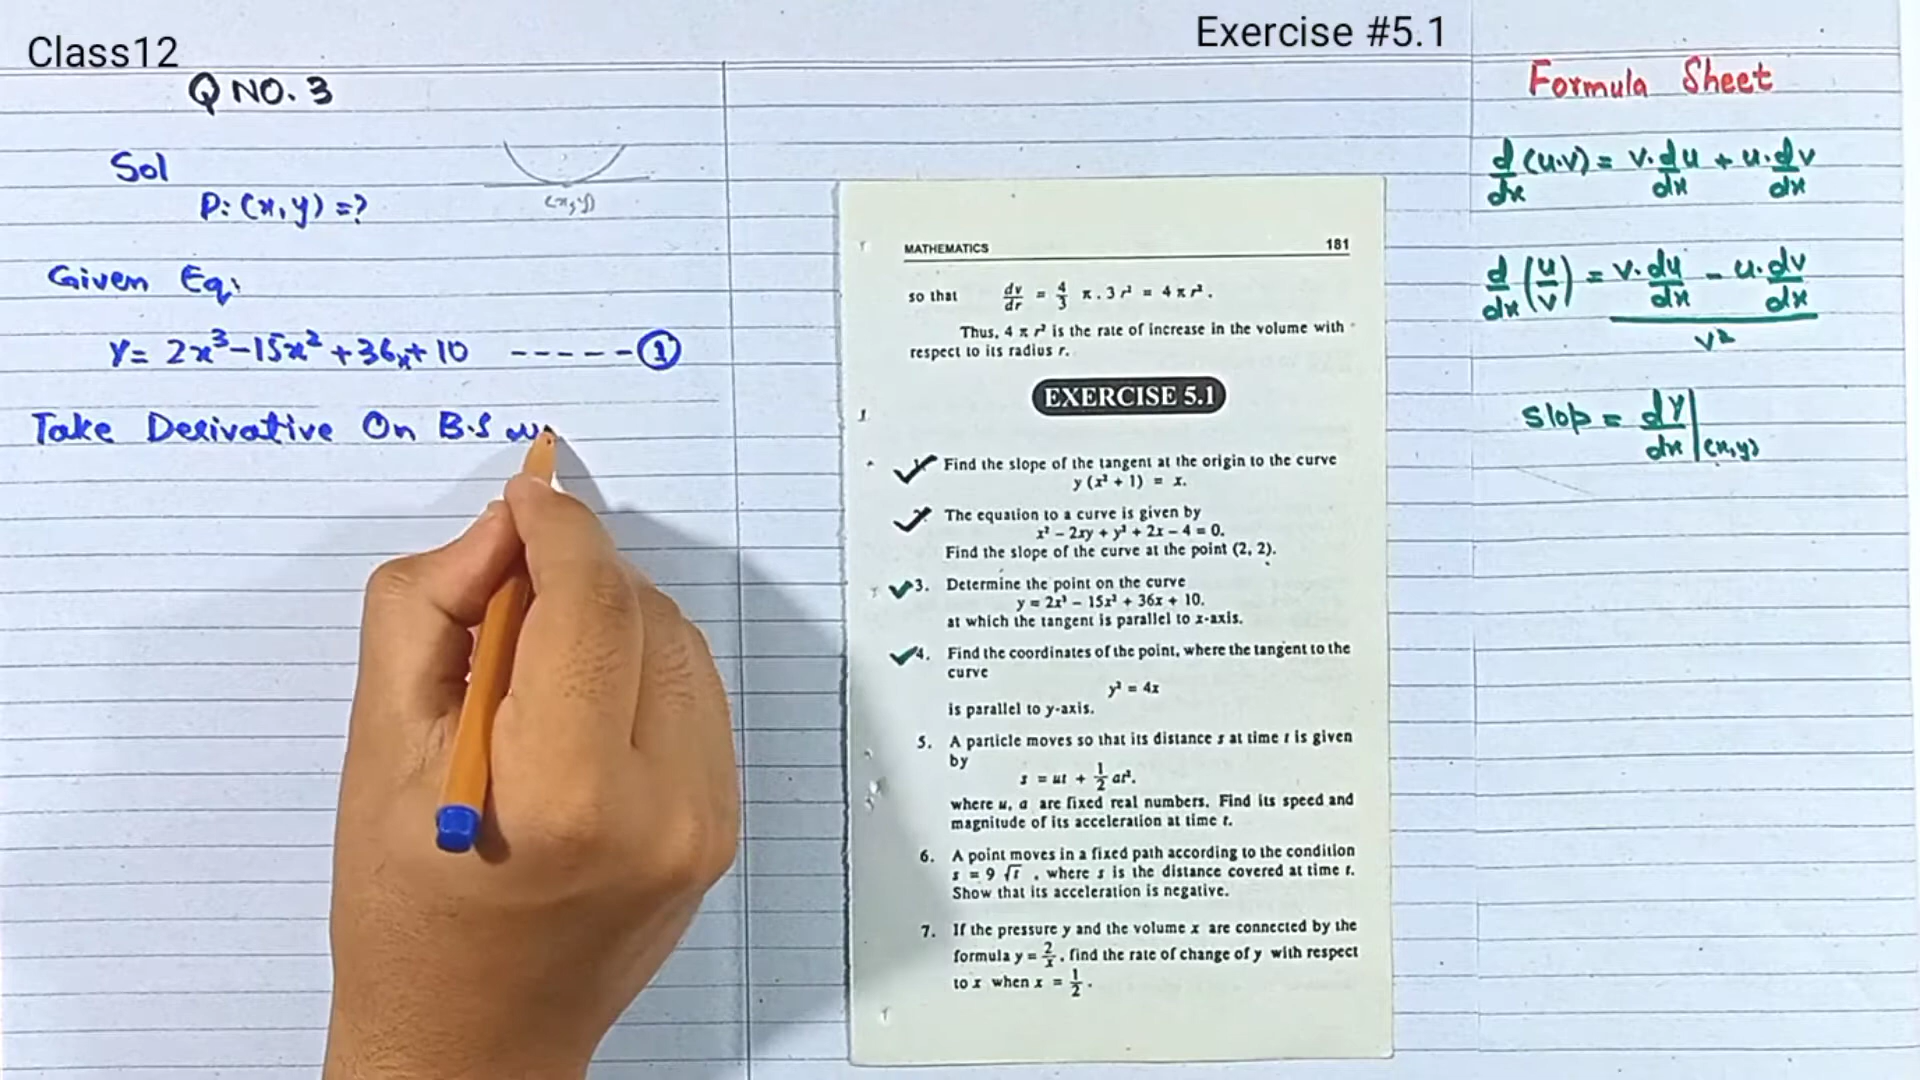 Class12
Exercise #5.1
Q NO. 3
Sol
P: (x, y) = ?
(x,y)
Given Eq:
Y = 2x³-15x²+36x+10 ------①
Take Derivative On B.S w
MATHEMATICS 181
so that dv/dr = 4/3 π . 3 r² = 4 π r² .
Thus, 4 π r² is the rate of increase in the volume with
respect to its radius r.
EXERCISE 5.1
Find the slope of the tangent at the origin to the curve
y (x² + 1) = x.
The equation to a curve is given by
x² – 2xy + y² + 2x – 4 = 0.
Find the slope of the curve at the point (2, 2).
3. Determine the point on the curve
y = 2x³ – 15x² + 36x + 10.
at which the tangent is parallel to x-axis.
4. Find the coordinates of the point, where the tangent to the
curve
y² = 4x
is parallel to y-axis.
5. A particle moves so that its distance s at time t is given
by
s = ut + 1/2 at².
where u, a are fixed real numbers. Find its speed and
magnitude of its acceleration at time t.
6. A point moves in a fixed path according to the condition
s = 9 √t , where s is the distance covered at time t.
Show that its acceleration is negative.
7. If the pressure y and the volume x are connected by the
formula y = 2/x , find the rate of change of y with respect
to x when x = 1/2 .
Formula Sheet
d/dx (u.v) = v.du/dx + u.dv/dx
d/dx (u/v) = (v.du/dx - u.dv/dx)/v²
Slop = dy/dx|(x,y)